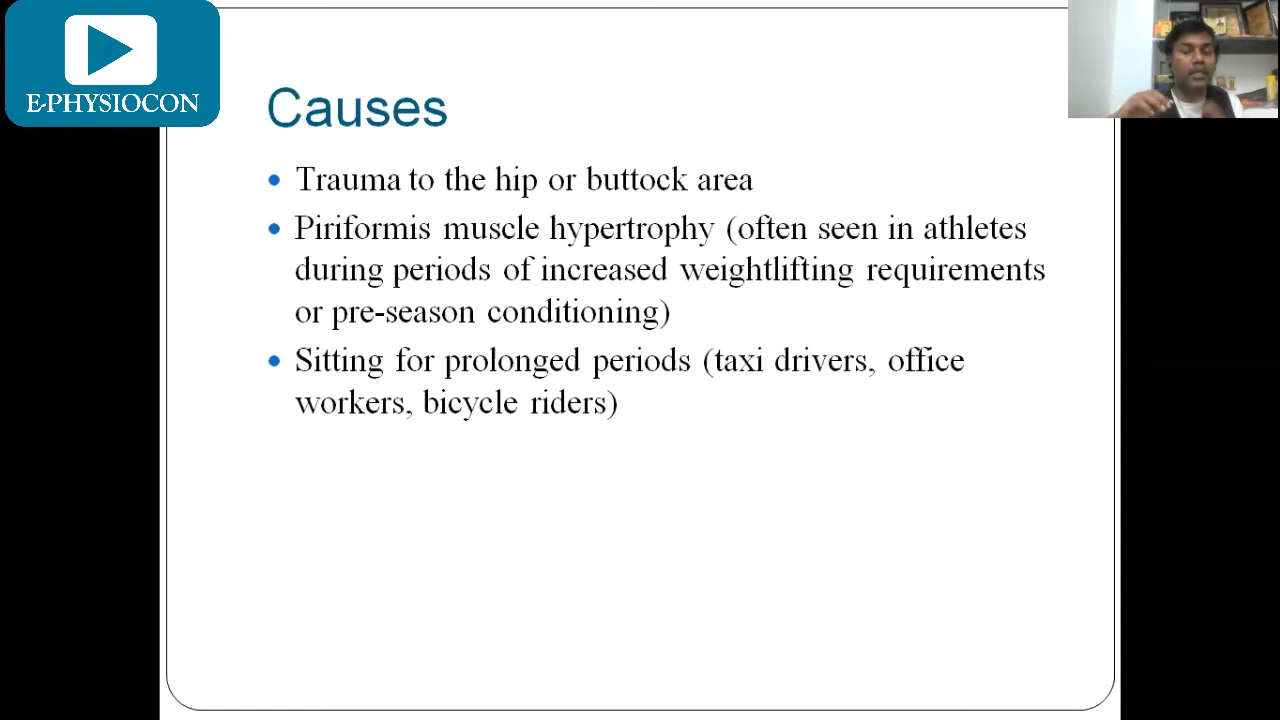 E-PHYSIOCON
Causes
Trauma to the hip or buttock area
Piriformis muscle hypertrophy (often seen in athletes
during periods of increased weightlifting requirements
or pre-season conditioning)
Sitting for prolonged periods (taxi drivers, office
workers, bicycle riders)